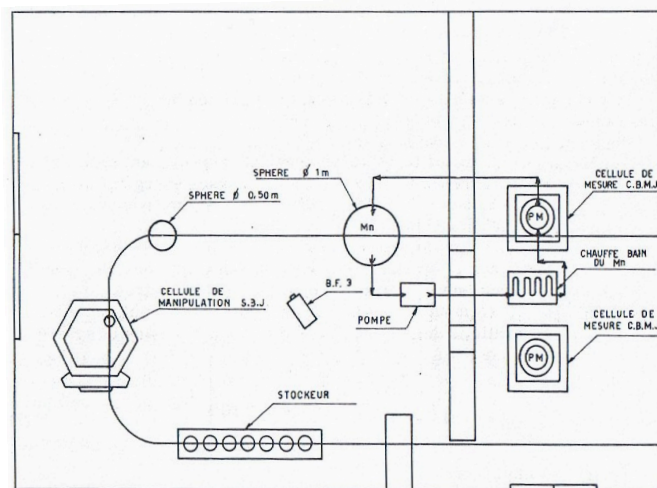 SPHERE ϕ 1m
SPHERE ϕ 0,50m
Mn
CELLULE DE
MESURE C.B.M.J
PM
CHAUFFE BAIN
DU Mn
CELLULE DE
MANIPULATION S.B.J
B.F. 3
POMPE
CELLULE DE
MESURE C.B.M.J
PM
STOCKEUR